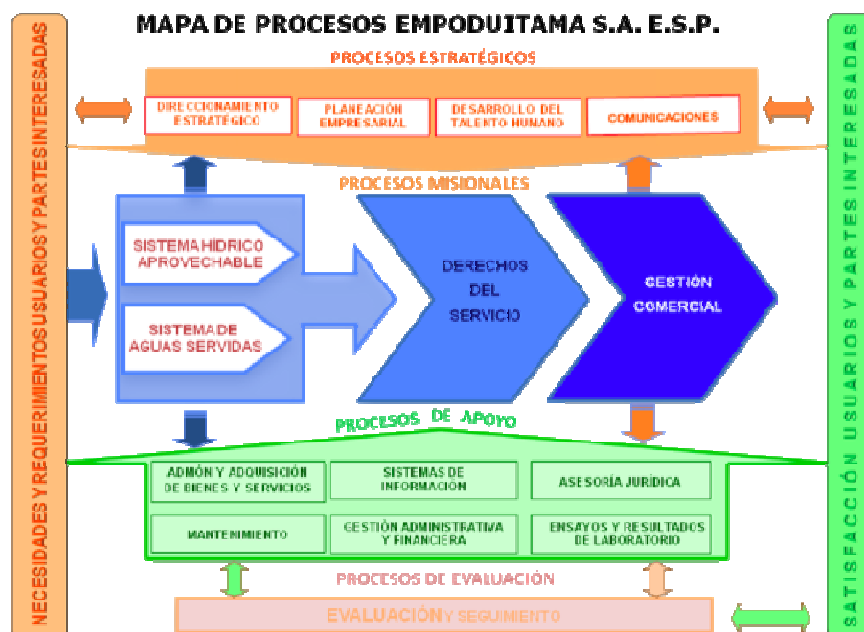 MAPA DE PROCESOS EMPODUITAMA S.A. E.S.P.
NECESIDADES Y REQUERIMIENTOS USUARIOS Y PARTES INTERESADAS
PROCESOS ESTRATÉGICOS
DIRECCIONAMIENTO
ESTRATÉGICO
PLANEACIÓN
EMPRESARIAL
DESARROLLO DEL
TALENTO HUMANO
COMUNICACIONES
PROCESOS MISIONALES
SISTEMA HÍDRICO
APROVECHABLE
SISTEMA DE
AGUAS SERVIDAS
DERECHOS
DEL
SERVICIO
GESTIÓN
COMERCIAL
PROCESOS DE APOYO
ADMÓN Y ADQUISICIÓN
DE BIENES Y SERVICIOS
SISTEMAS DE
INFORMACIÓN
ASESORÍA JURÍDICA
MANTENIMIENTO
GESTIÓN ADMINISTRATIVA
Y FINANCIERA
ENSAYOS Y RESULTADOS
DE LABORATORIO
PROCESOS DE EVALUACIÓN
EVALUACIÓN Y SEGUIMIENTO
SATISFACCIÓN USUARIOS Y PARTES INTERESADAS